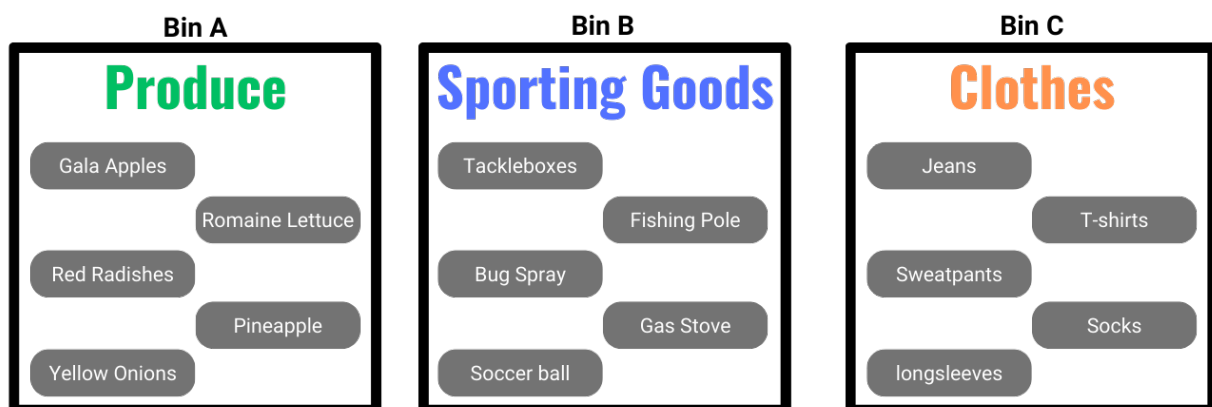 Bin A
Produce
Gala Apples
Romaine Lettuce
Red Radishes
Pineapple
Yellow Onions
Bin B
Sporting Goods
Tackleboxes
Fishing Pole
Bug Spray
Gas Stove
Soccer ball
Bin C
Clothes
Jeans
T-shirts
Sweatpants
Socks
longsleeves